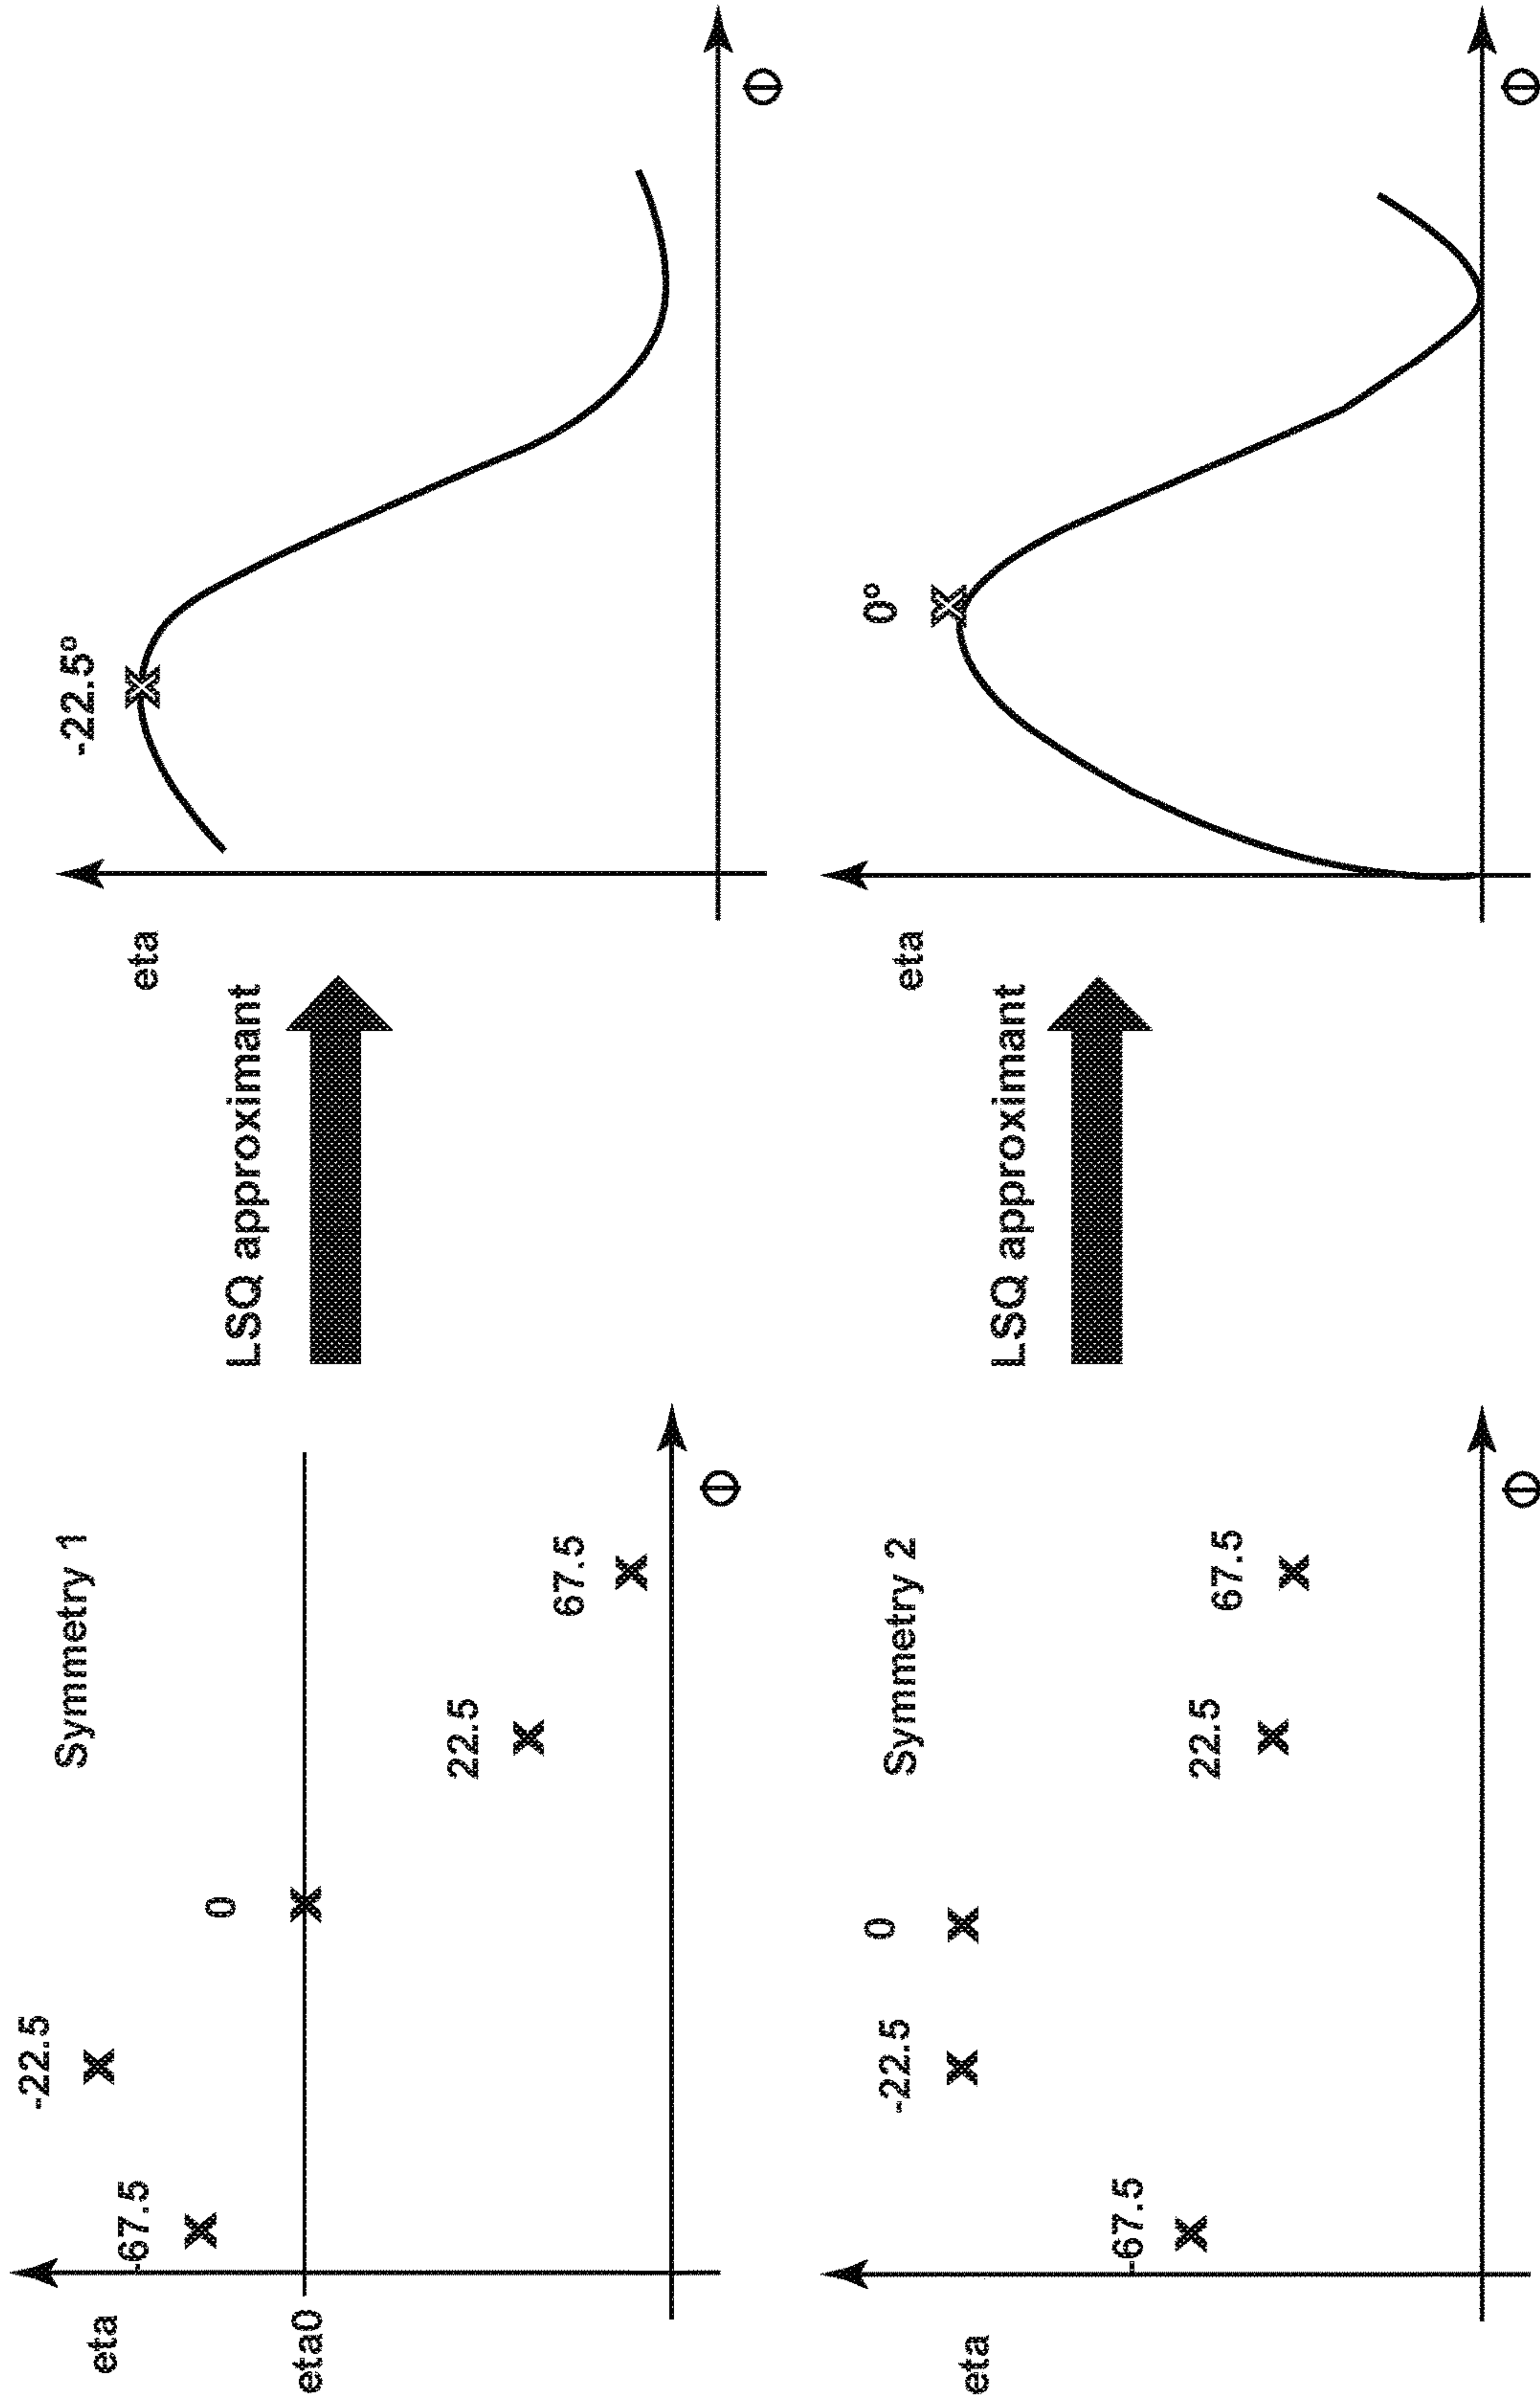 Symmetry 1
eta
eta0
-67.5
-22.5
0
22.5
67.5
Φ
LSQ approximant
eta
-22.5°
Φ
Symmetry 2
eta
-67.5
-22.5
0
22.5
67.5
Φ
LSQ approximant
eta
0°
Φ